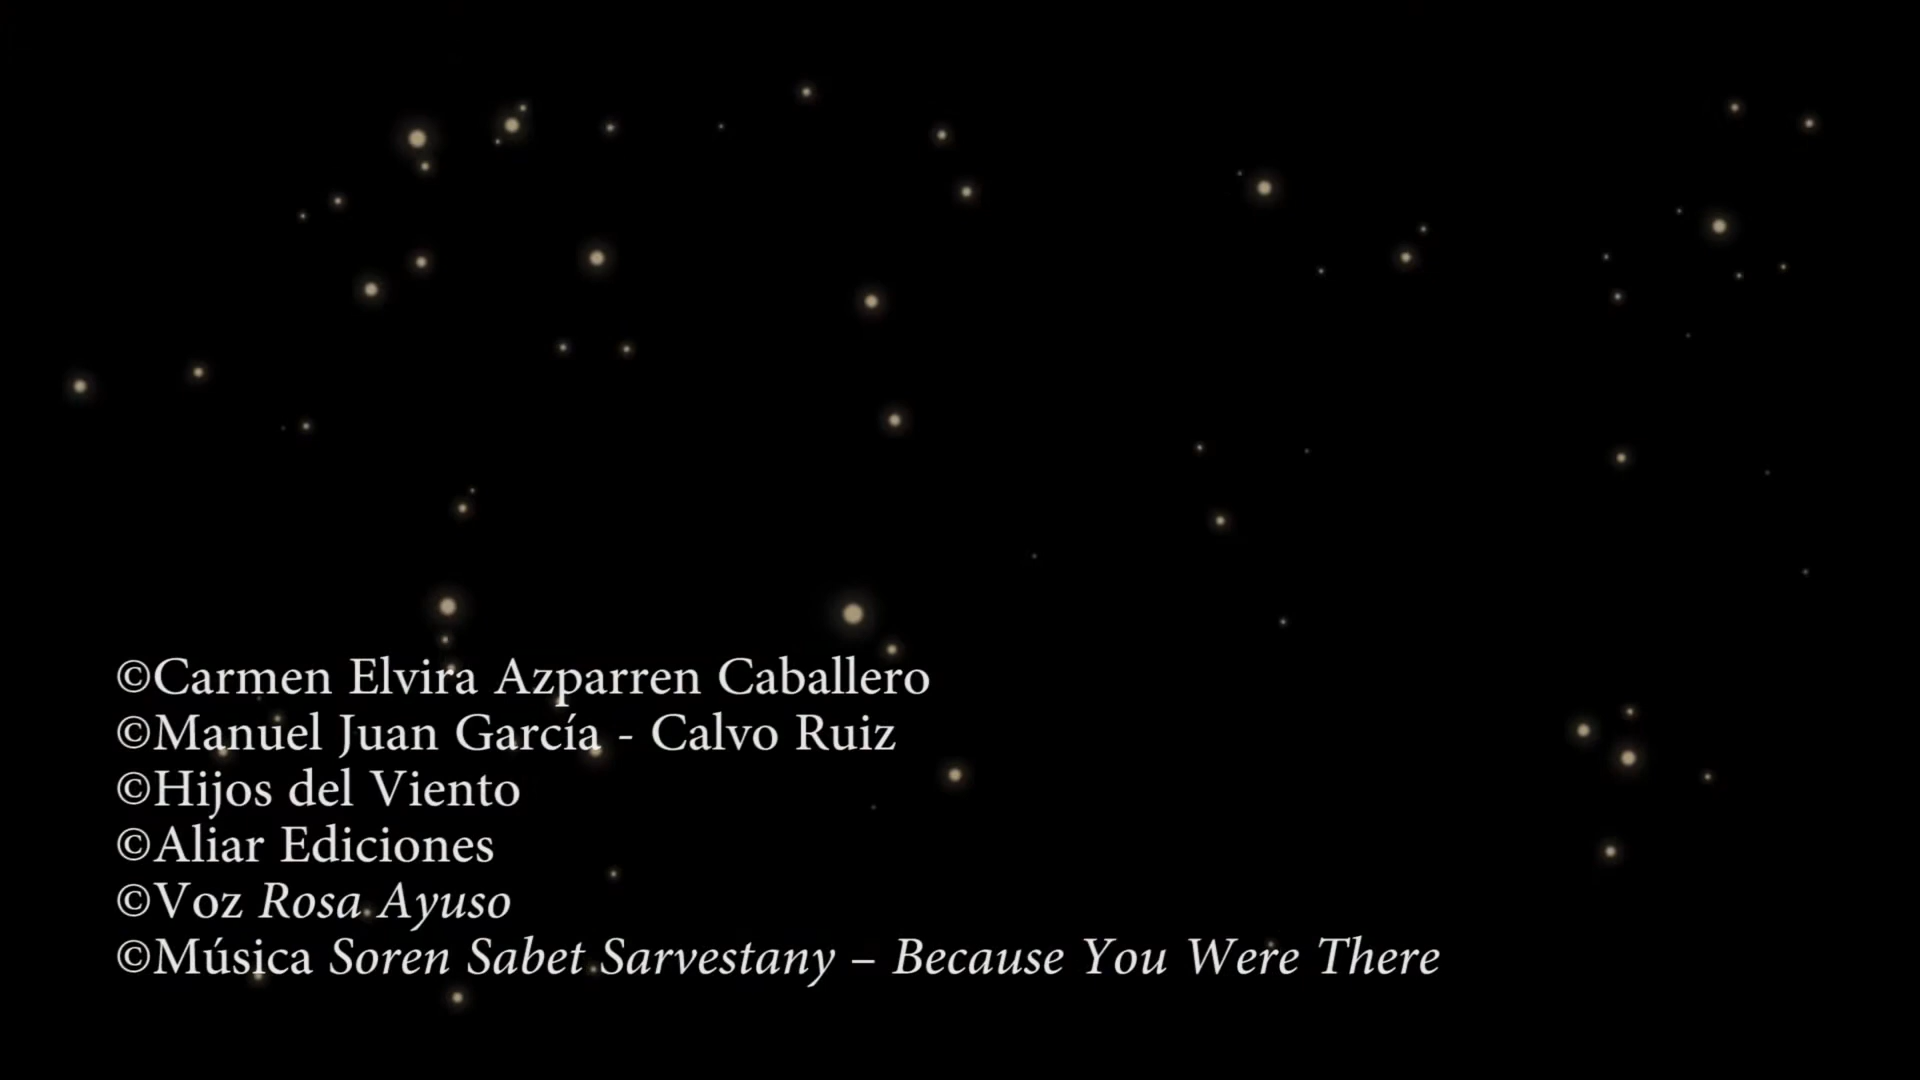 ©Carmen Elvira Azparren Caballero
©Manuel Juan García - Calvo Ruiz
©Hijos del Viento
©Aliar Ediciones
©Voz Rosa Ayuso
©Música Soren Sabet Sarvestany – Because You Were There